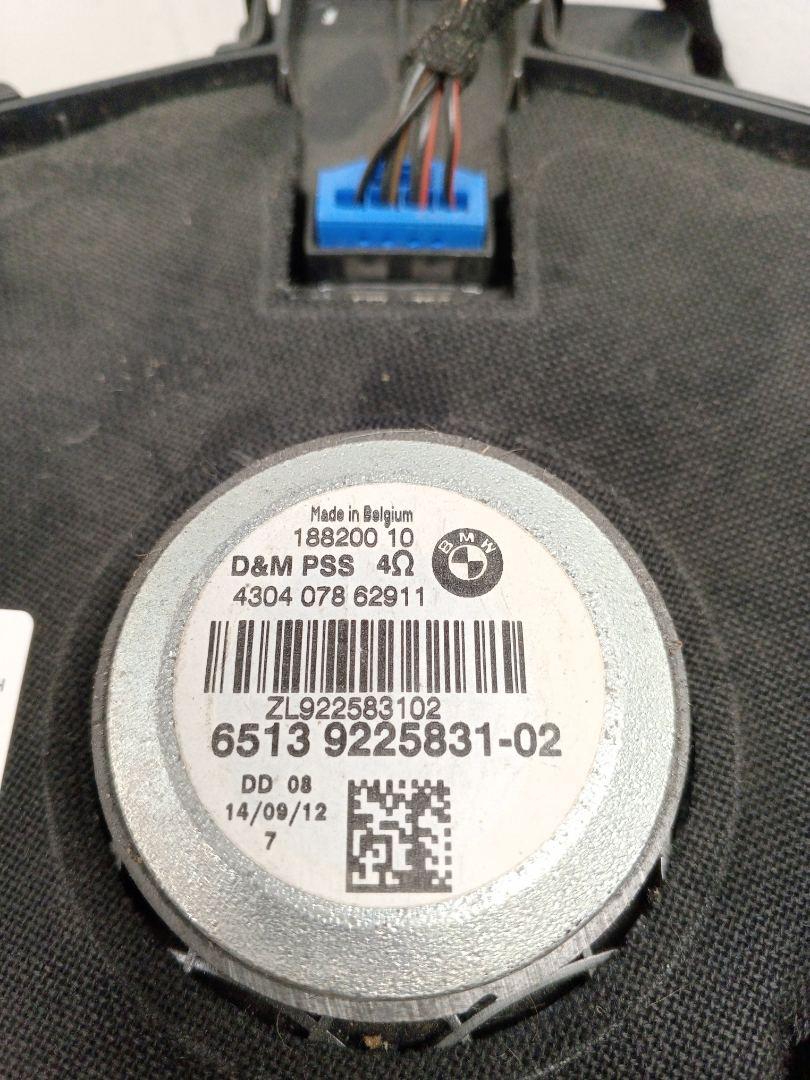 Made in Belgium
188200 10
D&M PSS 4Ω
BMW
4304 078 62911
ZL922583102
6513 9225831-02
DD 08
14/09/12
7